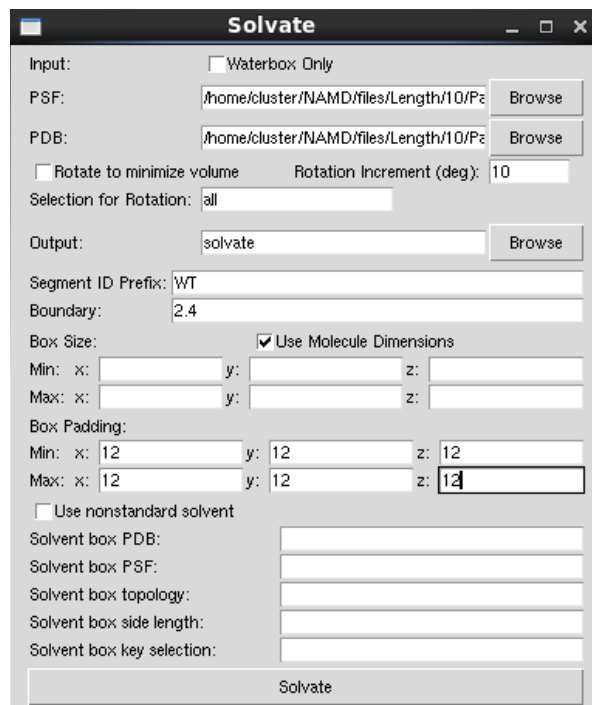 Solvate
Input: Waterbox Only
PSF: /home/cluster/NAMD/files/Length/10/Pa Browse
PDB: /home/cluster/NAMD/files/Length/10/Pa Browse
Rotate to minimize volume Rotation Increment (deg): 10
Selection for Rotation: all
Output: solvate Browse
Segment ID Prefix: WT
Boundary: 2.4
Box Size: Use Molecule Dimensions
Min: x: y: z:
Max: x: y: z:
Box Padding:
Min: x: 12 y: 12 z: 12
Max: x: 12 y: 12 z: 12
Use nonstandard solvent
Solvent box PDB:
Solvent box PSF:
Solvent box topology:
Solvent box side length:
Solvent box key selection:
Solvate